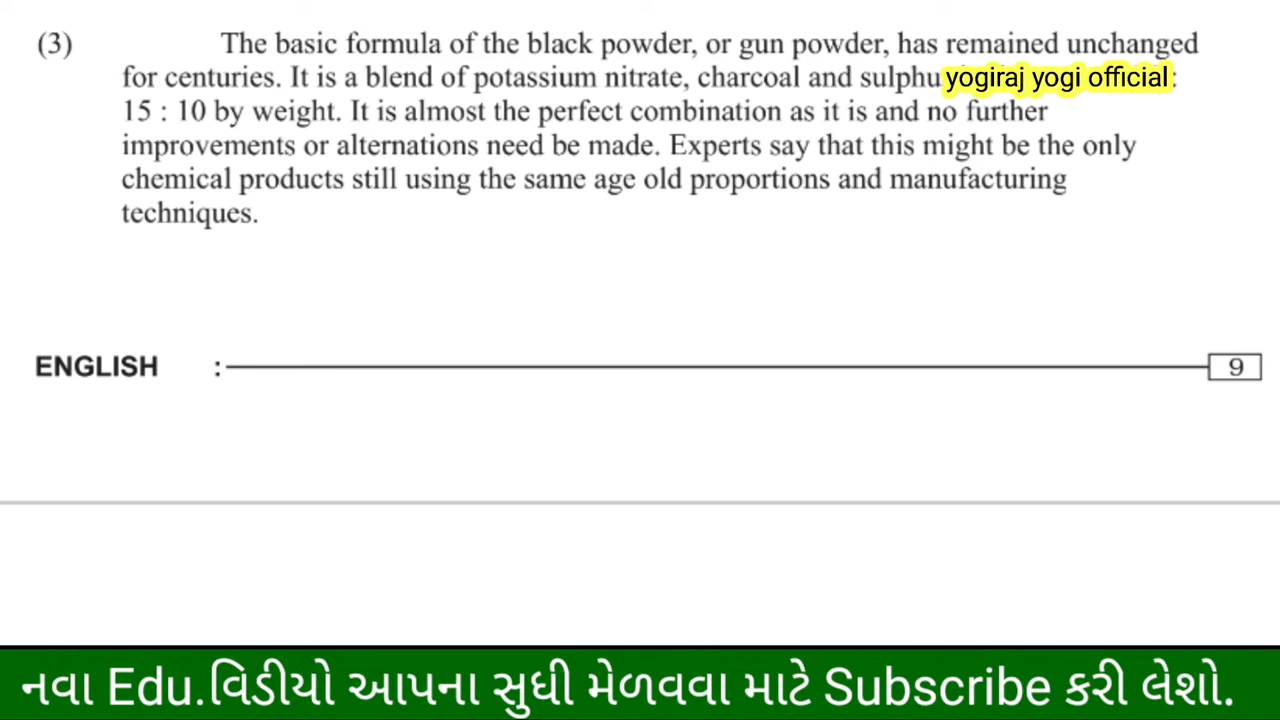 (3) The basic formula of the black powder, or gun powder, has remained unchanged
for centuries. It is a blend of potassium nitrate, charcoal and yogiraj yogi official :
15 : 10 by weight. It is almost the perfect combination as it is and no further
improvements or alternations need be made. Experts say that this might be the only
chemical products still using the same age old proportions and manufacturing
techniques.
ENGLISH : 9
નવા Edu.વિડીયો આપના સુધી મેળવવા માટે Subscribe કરી લેશો.